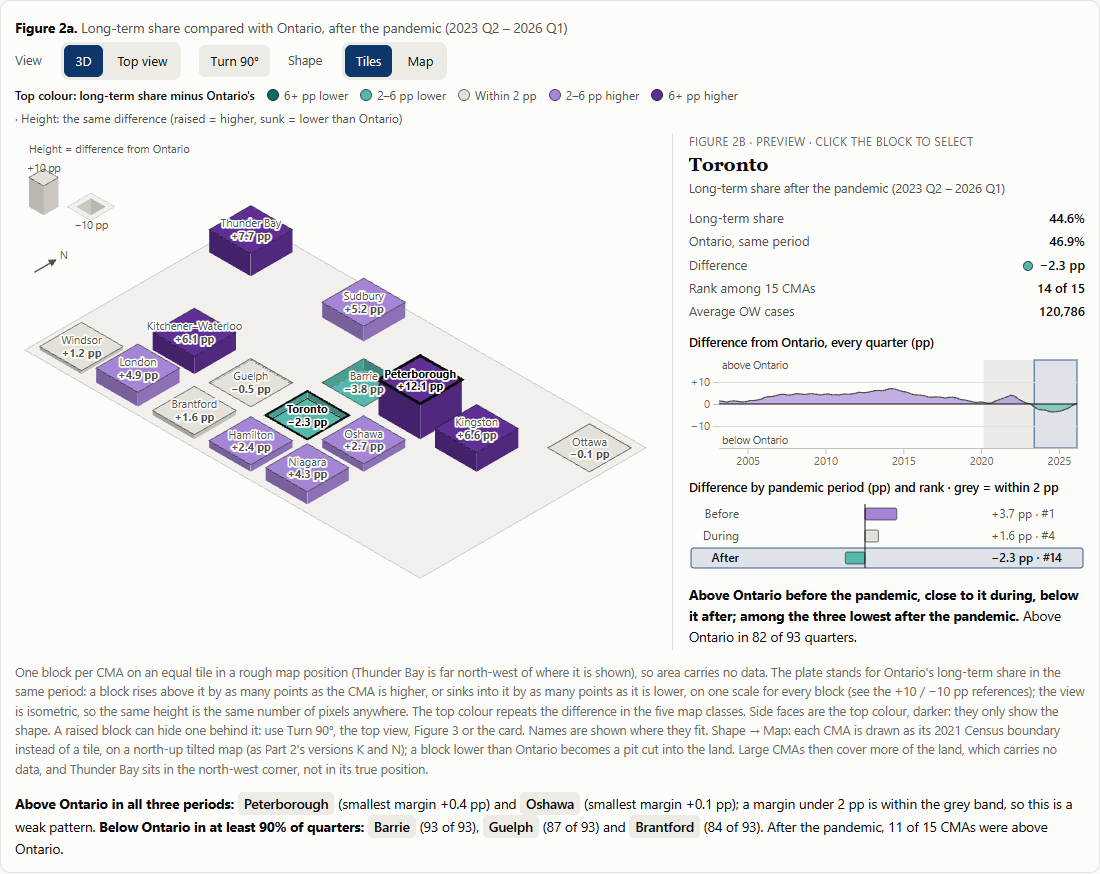 Figure 2a. Long-term share compared with Ontario, after the pandemic (2023 Q2 – 2026 Q1)
View 3D Top view Turn 90° Shape Tiles Map
Top colour: long-term share minus Ontario's 6+ pp lower 2–6 pp lower Within 2 pp 2–6 pp higher 6+ pp higher
· Height: the same difference (raised = higher, sunk = lower than Ontario)
Height = difference from Ontario
+10 pp
−10 pp
N
Thunder Bay
+7.7 pp
Sudbury
+5.2 pp
Kitchener–Waterloo
+6.1 pp
Windsor
+1.2 pp
London
+4.9 pp
Guelph
−0.5 pp
Barrie
−3.8 pp
Peterborough
+12.1 pp
Brantford
+1.6 pp
Toronto
−2.3 pp
Kingston
+6.6 pp
Hamilton
+2.4 pp
Oshawa
+2.7 pp
Ottawa
−0.1 pp
Niagara
+4.3 pp
FIGURE 2B · PREVIEW · CLICK THE BLOCK TO SELECT
Toronto
Long-term share after the pandemic (2023 Q2 – 2026 Q1)
Long-term share 44.6%
Ontario, same period 46.9%
Difference −2.3 pp
Rank among 15 CMAs 14 of 15
Average OW cases 120,786
Difference from Ontario, every quarter (pp)
above Ontario
+10
0
−10
below Ontario
2005 2010 2015 2020 2025
Difference by pandemic period (pp) and rank · grey = within 2 pp
Before +3.7 pp · #1
During +1.6 pp · #4
After −2.3 pp · #14
Above Ontario before the pandemic, close to it during, below
it after; among the three lowest after the pandemic. Above
Ontario in 82 of 93 quarters.
One block per CMA on an equal tile in a rough map position (Thunder Bay is far north-west of where it is shown), so area carries no data. The plate stands for Ontario's long-term share in the
same period: a block rises above it by as many points as the CMA is higher, or sinks into it by as many points as it is lower, on one scale for every block (see the +10 / −10 pp references); the view
is isometric, so the same height is the same number of pixels anywhere. The top colour repeats the difference in the five map classes. Side faces are the top colour, darker: they only show the
shape. A raised block can hide one behind it: use Turn 90°, the top view, Figure 3 or the card. Names are shown where they fit. Shape → Map: each CMA is drawn as its 2021 Census boundary
instead of a tile, on a north-up tilted map (as Part 2's versions K and N); a block lower than Ontario becomes a pit cut into the land. Large CMAs then cover more of the land, which carries no
data, and Thunder Bay sits in the north-west corner, not in its true position.
Above Ontario in all three periods: Peterborough (smallest margin +0.4 pp) and Oshawa (smallest margin +0.1 pp); a margin under 2 pp is within the grey band, so this is a
weak pattern. Below Ontario in at least 90% of quarters: Barrie (93 of 93), Guelph (87 of 93) and Brantford (84 of 93). After the pandemic, 11 of 15 CMAs were above
Ontario.